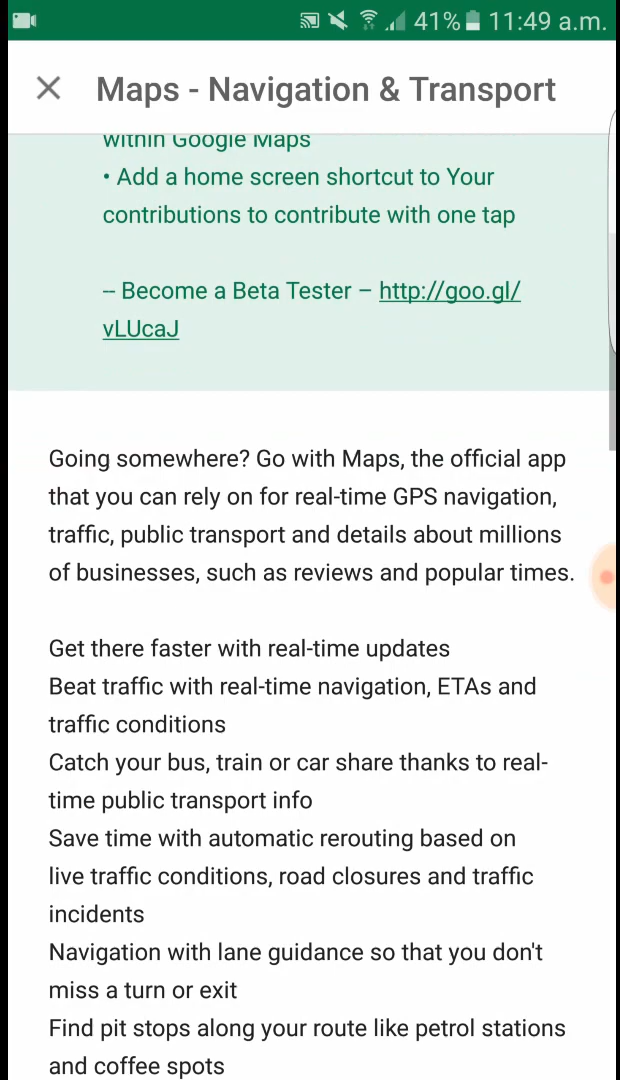 41% 11:49 a.m.
Maps - Navigation & Transport
within Google Maps
• Add a home screen shortcut to Your
contributions to contribute with one tap
-- Become a Beta Tester – http://goo.gl/
vLUcaJ
Going somewhere? Go with Maps, the official app
that you can rely on for real-time GPS navigation,
traffic, public transport and details about millions
of businesses, such as reviews and popular times.
Get there faster with real-time updates
Beat traffic with real-time navigation, ETAs and
traffic conditions
Catch your bus, train or car share thanks to real-
time public transport info
Save time with automatic rerouting based on
live traffic conditions, road closures and traffic
incidents
Navigation with lane guidance so that you don't
miss a turn or exit
Find pit stops along your route like petrol stations
and coffee spots